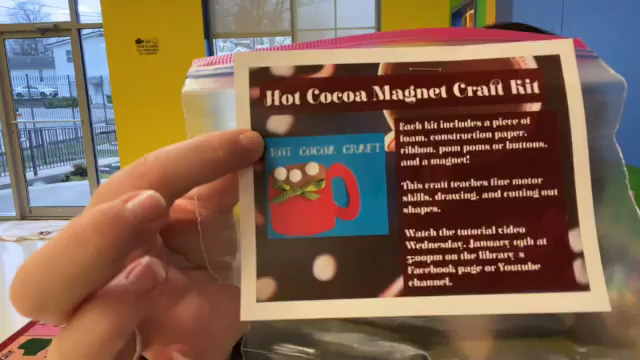 Hot Cocoa Magnet Craft Kit
Each kit includes a piece of
foam, construction paper,
ribbon, pom poms or buttons,
and a magnet!
This craft teaches fine motor
skills, drawing, and cutting out
shapes.
Watch the tutorial video
Wednesday, January 19th at
3:00pm on the library's
Facebook page or Youtube
channel.
HOT COCOA CRAFT